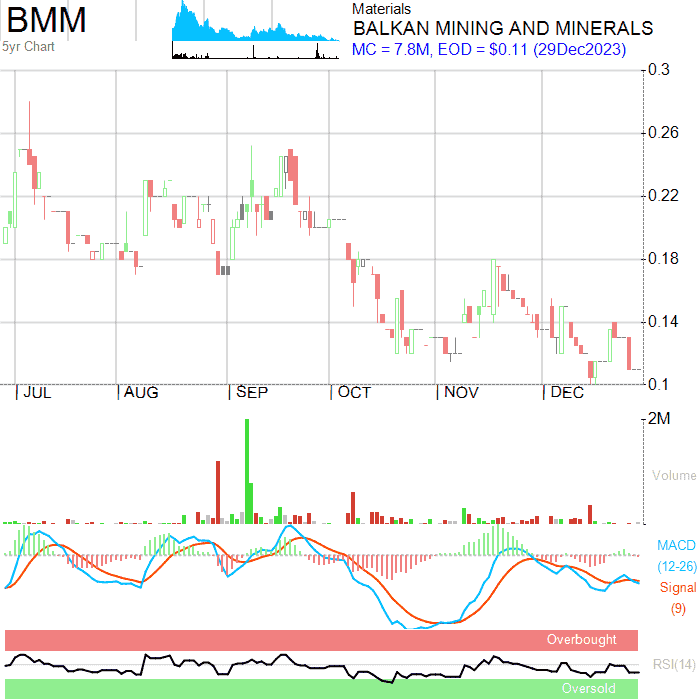 BMM
5yr Chart
Materials
BALKAN MINING AND MINERALS
MC = 7.8M, EOD = $0.11 (29Dec2023)
0.3
0.26
0.22
0.18
0.14
0.1
JUL AUG SEP OCT NOV DEC
2M
Volume
MACD
(12-26)
Signal
(9)
Overbought
RSI(14)
Oversold